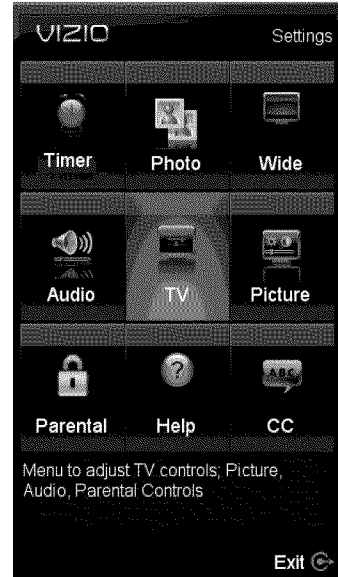 VIZIO
Settings
Timer Photo Wide
Audio TV Picture
ABC
Parental Help CC
Menu to adjust TV controls; Picture,
Audio, Parental Controls
Exit